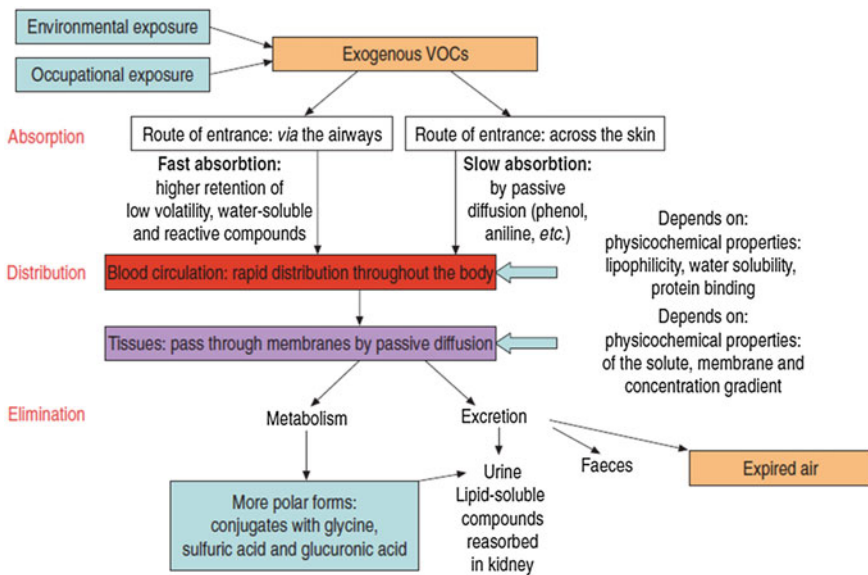 Environmental exposure
Occupational exposure
Exogenous VOCs
Absorption
Route of entrance: via the airways
Route of entrance: across the skin
Fast absorbtion:
higher retention of
low volatility, water-soluble
and reactive compounds
Slow absorbtion:
by passive
diffusion (phenol,
aniline, etc.)
Depends on:
physicochemical properties:
lipophilicity, water solubility,
protein binding
Distribution
Blood circulation: rapid distribution throughout the body
Depends on:
physicochemical properties:
of the solute, membrane and
concentration gradient
Tissues: pass through membranes by passive diffusion
Elimination
Metabolism
Excretion
More polar forms:
conjugates with glycine,
sulfuric acid and glucuronic acid
Urine
Lipid-soluble
compounds
reasorbed
in kidney
Faeces
Expired air